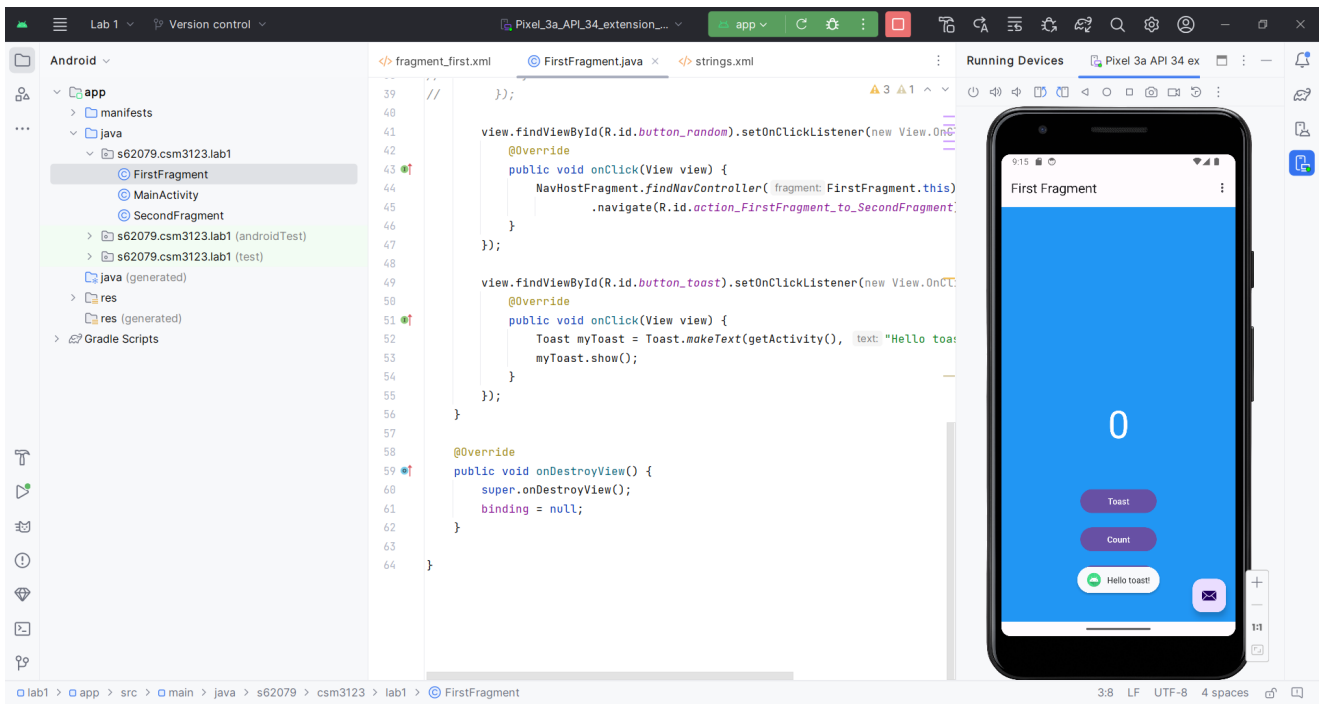 Lab 1
Version control
Pixel_3a_API_34_extension_...
app
Android
fragment_first.xml
FirstFragment.java
strings.xml
Running Devices
Pixel 3a API 34 ex
app
manifests
java
s62079.csm3123.lab1
FirstFragment
MainActivity
SecondFragment
s62079.csm3123.lab1 (androidTest)
s62079.csm3123.lab1 (test)
java (generated)
res
res (generated)
Gradle Scripts
3 1
39 // });
40
41 view.findViewById(R.id.button_random).setOnClickListener(new View.OnC
42 @Override
43 public void onClick(View view) {
44 NavHostFragment.findNavController( fragment: FirstFragment.this)
45 .navigate(R.id.action_FirstFragment_to_SecondFragment)
46 }
47 });
48
49 view.findViewById(R.id.button_toast).setOnClickListener(new View.OnCl
50 @Override
51 public void onClick(View view) {
52 Toast myToast = Toast.makeText(getActivity(), text: "Hello toas
53 myToast.show();
54 }
55 });
56 }
57
58 @Override
59 public void onDestroyView() {
60 super.onDestroyView();
61 binding = null;
62 }
63
64 }
9:15
First Fragment
0
Toast
Count
Hello toast!
1:1
lab1 > app > src > main > java > s62079 > csm3123 > lab1 > FirstFragment
3:8 LF UTF-8 4 spaces